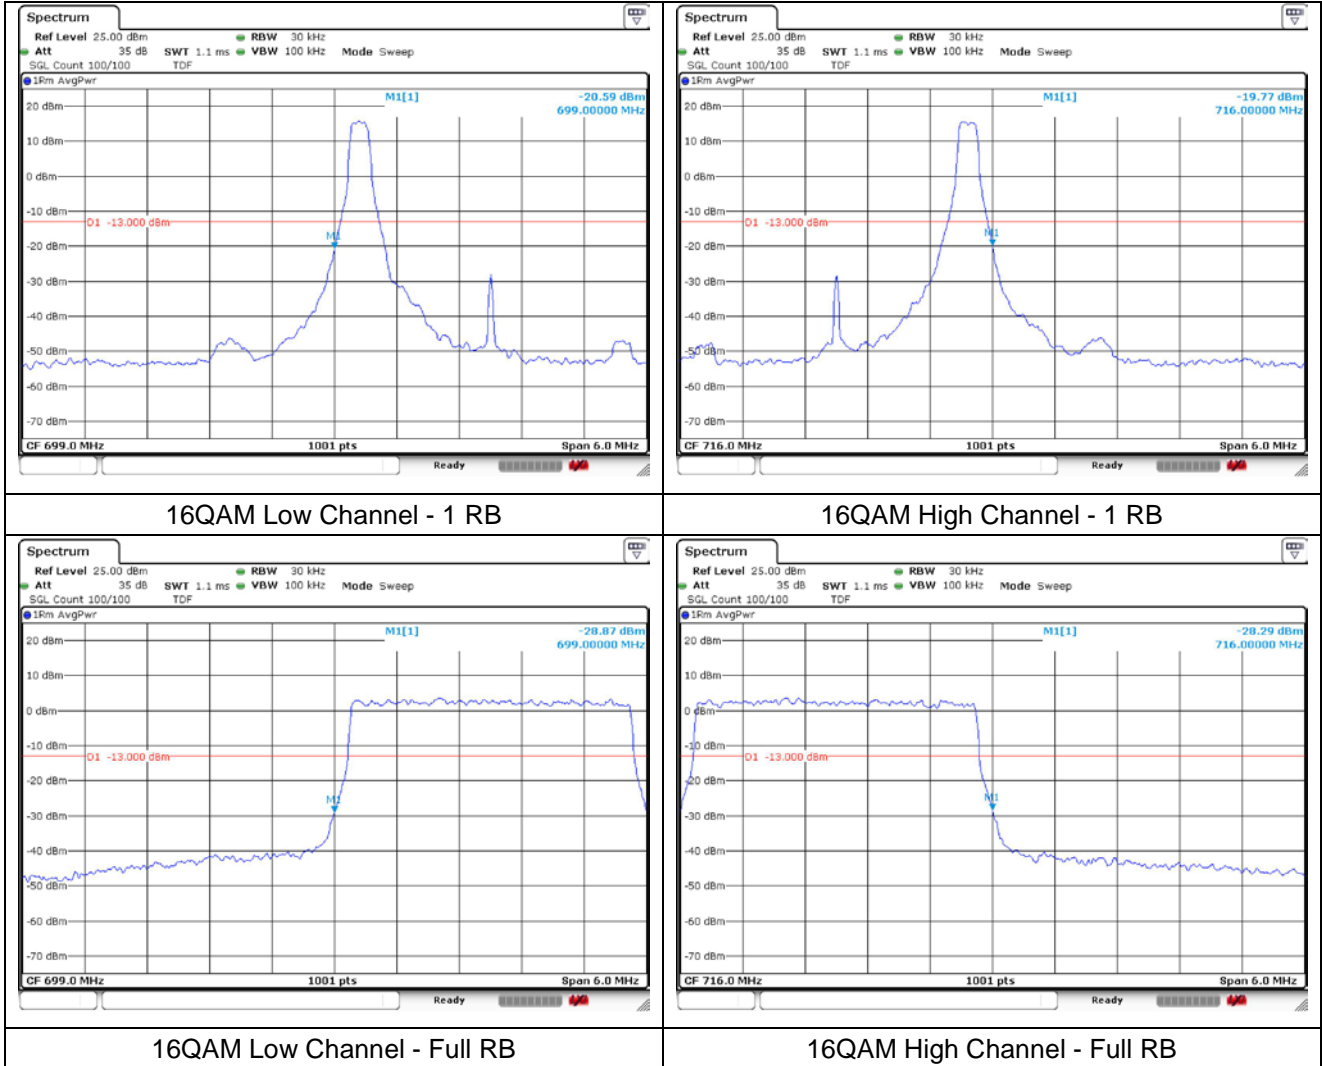 Spectrum
Ref Level 25.00 dBm RBW 30 kHz
Att 35 dB SWT 1.1 ms VBW 100 kHz Mode Sweep
SGL Count 100/100 TDF
1Rm AvgPwr
M1[1] -20.59 dBm
699.00000 MHz
20 dBm
10 dBm
0 dBm
-10 dBm
D1 -13.000 dBm
M1
-20 dBm
-30 dBm
-40 dBm
-50 dBm
-60 dBm
-70 dBm
CF 699.0 MHz 1001 pts Span 6.0 MHz
Ready
16QAM Low Channel - 1 RB
Spectrum
Ref Level 25.00 dBm RBW 30 kHz
Att 35 dB SWT 1.1 ms VBW 100 kHz Mode Sweep
SGL Count 100/100 TDF
1Rm AvgPwr
M1[1] -19.77 dBm
716.00000 MHz
20 dBm
10 dBm
0 dBm
-10 dBm
D1 -13.000 dBm
M1
-20 dBm
-30 dBm
-40 dBm
-50 dBm
-60 dBm
-70 dBm
CF 716.0 MHz 1001 pts Span 6.0 MHz
Ready
16QAM High Channel - 1 RB
Spectrum
Ref Level 25.00 dBm RBW 30 kHz
Att 35 dB SWT 1.1 ms VBW 100 kHz Mode Sweep
SGL Count 100/100 TDF
1Rm AvgPwr
M1[1] -28.87 dBm
699.00000 MHz
20 dBm
10 dBm
0 dBm
-10 dBm
D1 -13.000 dBm
-20 dBm
M1
-30 dBm
-40 dBm
-50 dBm
-60 dBm
-70 dBm
CF 699.0 MHz 1001 pts Span 6.0 MHz
Ready
16QAM Low Channel - Full RB
Spectrum
Ref Level 25.00 dBm RBW 30 kHz
Att 35 dB SWT 1.1 ms VBW 100 kHz Mode Sweep
SGL Count 100/100 TDF
1Rm AvgPwr
M1[1] -28.29 dBm
716.00000 MHz
20 dBm
10 dBm
0 dBm
-10 dBm
D1 -13.000 dBm
-20 dBm
M1
-30 dBm
-40 dBm
-50 dBm
-60 dBm
-70 dBm
CF 716.0 MHz 1001 pts Span 6.0 MHz
Ready
16QAM High Channel - Full RB